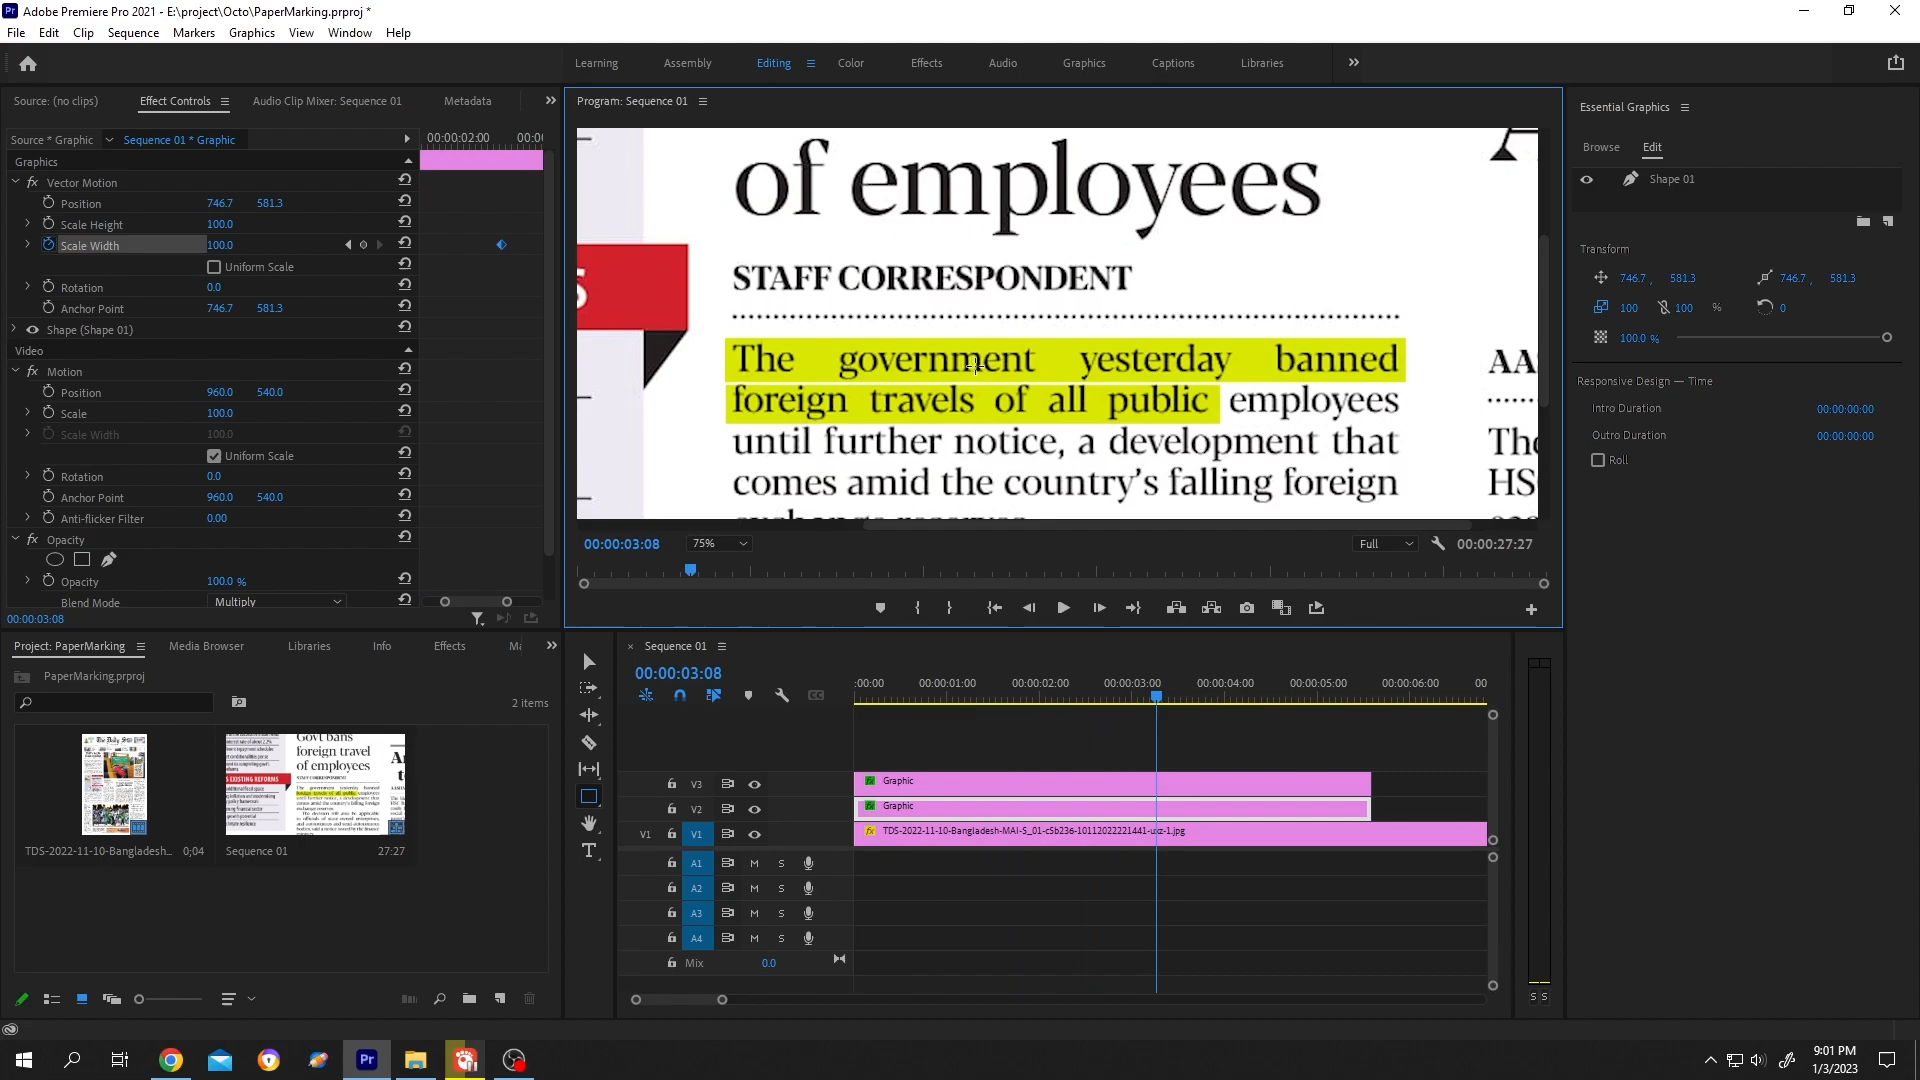 Adobe Premiere Pro 2021 - E:\project\Octo\PaperMarking.prproj *
File Edit Clip Sequence Markers Graphics View Window Help
Learning Assembly Editing Color Effects Audio Graphics Captions Libraries
Source: (no clips) Effect Controls Audio Clip Mixer: Sequence 01 Metadata
Source * Graphic Sequence 01 * Graphic 00:00:02:00
Graphics
fx Vector Motion
Position 746.7 581.3
Scale Height 100.0
Scale Width 100.0
Uniform Scale
Rotation 0.0
Anchor Point 746.7 581.3
Shape (Shape 01)
Video
fx Motion
Position 960.0 540.0
Scale 100.0
Scale Width 100.0
Uniform Scale
Rotation 0.0
Anchor Point 960.0 540.0
Anti-flicker Filter 0.00
fx Opacity
Opacity 100.0 %
Blend Mode Multiply
00:00:03:08
Program: Sequence 01
of employees
STAFF CORRESPONDENT
The government yesterday banned
foreign travels of all public employees
until further notice, a development that
comes amid the country's falling foreign
00:00:03:08 75% Full 00:00:27:27
Essential Graphics
Browse Edit
Shape 01
Transform
746.7 , 581.3 746.7 , 581.3
100 100 % 0
100.0 %
Responsive Design — Time
Intro Duration 00:00:00:00
Outro Duration 00:00:00:00
Roll
Project: PaperMarking Media Browser Libraries Info Effects
PaperMarking.prproj
2 items
Govt bans
foreign travel
of employees
TDS-2022-11-10-Bangladesh... 0;04
Sequence 01 27:27
Sequence 01
00:00:03:08
:00:00 00:00:01:00 00:00:02:00 00:00:03:00 00:00:04:00 00:00:05:00 00:00:06:00 00
V3 fx Graphic
V2 fx Graphic
V1 V1 fx TDS-2022-11-10-Bangladesh-MAI-S_01-c5b236-10112022221441-uxz-1.jpg
A1 M S
A2 M S
A3 M S
A4 M S
Mix 0.0
S S
9:01 PM
1/3/2023